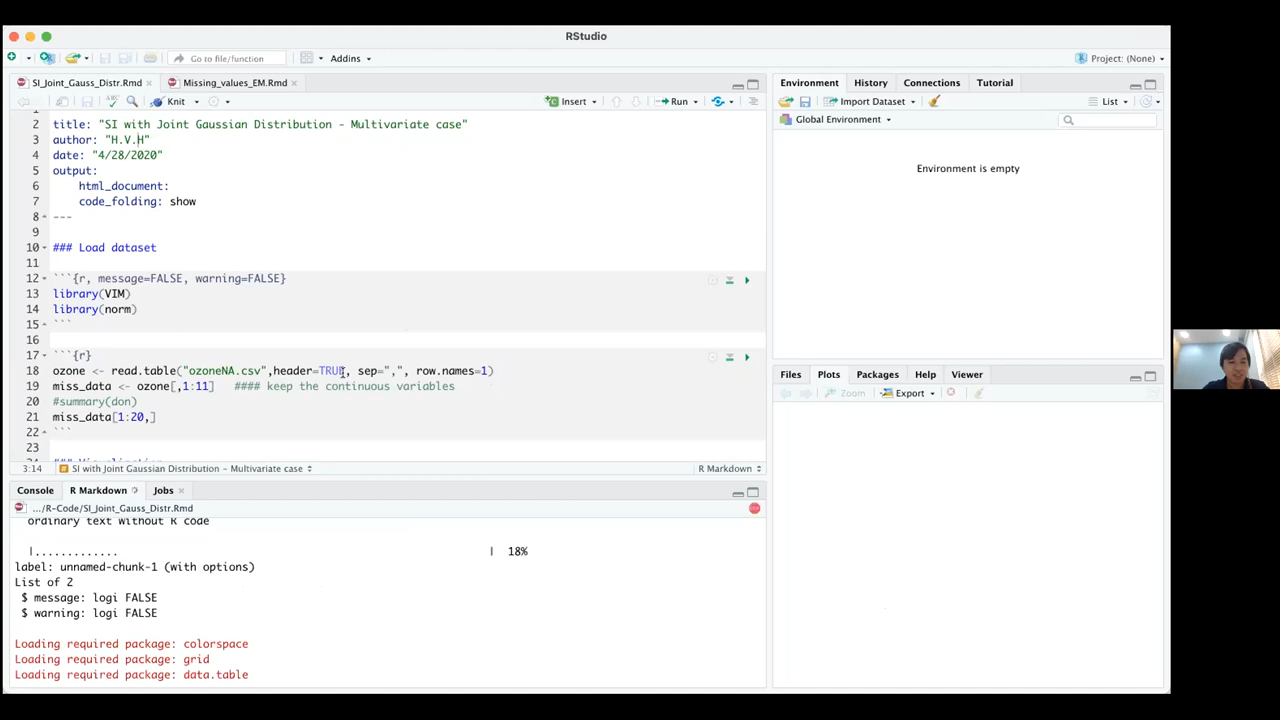 RStudio
Go to file/function
Addins
Project: (None)
SI_Joint_Gauss_Distr.Rmd
Missing_values_EM.Rmd
Knit
Insert
Run
1
2 title: "SI with Joint Gaussian Distribution - Multivariate case"
3 author: "H.V.H"
4 date: "4/28/2020"
5 output:
6 html_document:
7 code_folding: show
8 ---
9
10 ### Load dataset
11
12 ```{r, message=FALSE, warning=FALSE}
13 library(VIM)
14 library(norm)
15 ```
16
17 ```{r}
18 ozone <- read.table("ozoneNA.csv",header=TRUE, sep=",", row.names=1)
19 miss_data <- ozone[,1:11] #### keep the continuous variables
20 #summary(don)
21 miss_data[1:20,]
22 ```
23
3:14 SI with Joint Gaussian Distribution - Multivariate case R Markdown
Console R Markdown Jobs
.../R-Code/SI_Joint_Gauss_Distr.Rmd
ordinary text without R code
|............. | 18%
label: unnamed-chunk-1 (with options)
List of 2
$ message: logi FALSE
$ warning: logi FALSE
Loading required package: colorspace
Loading required package: grid
Loading required package: data.table
Environment History Connections Tutorial
Import Dataset List
Global Environment
Environment is empty
Files Plots Packages Help Viewer
Zoom Export